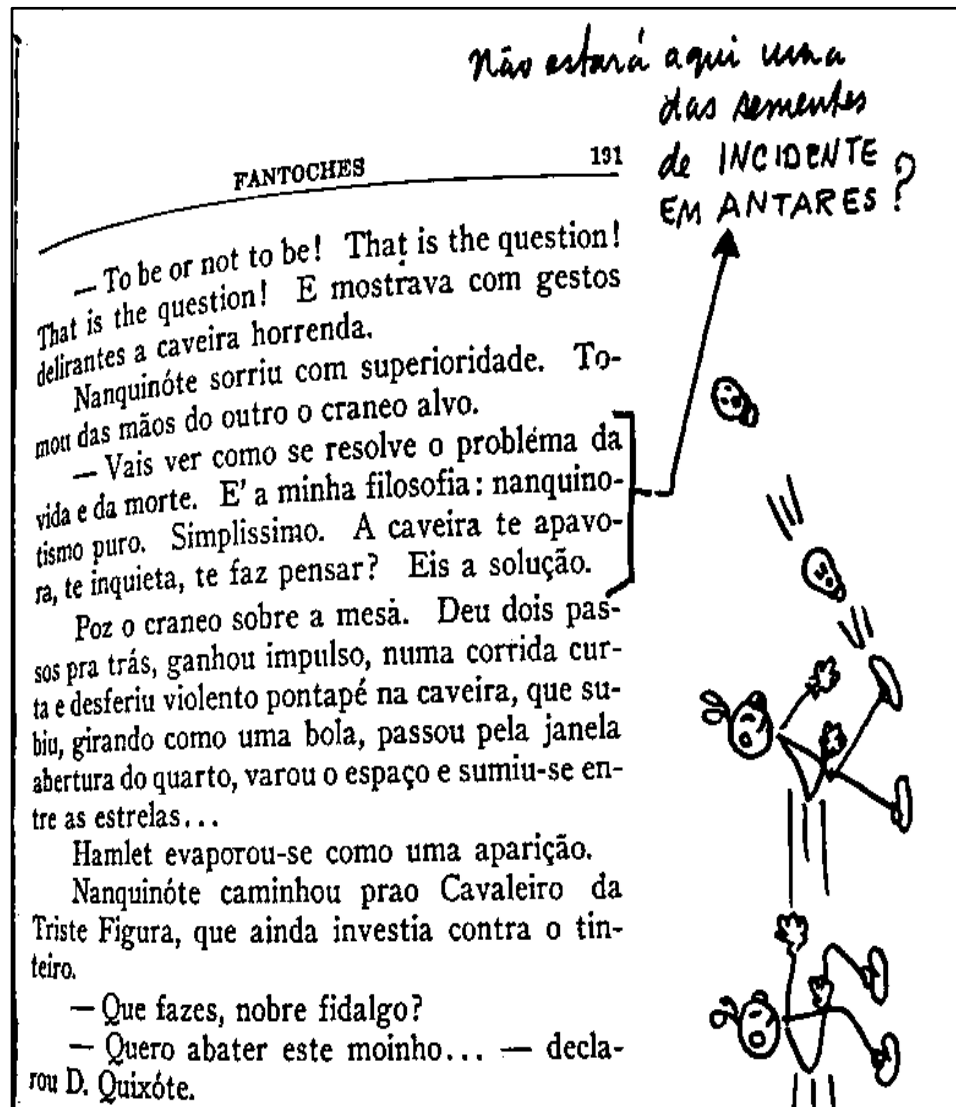 Não estará aqui uma
das sementes
de INCIDENTE
EM ANTARES?
FANTOCHES 191
— To be or not to be! That is the question!
That is the question! E mostrava com gestos
delirantes a caveira horrenda.
Nanquinóte sorriu com superioridade. To-
mou das mãos do outro o craneo alvo.
— Vais ver como se resolve o probléma da
vida e da morte. E' a minha filosofia: nanquino-
tismo puro. Simplissimo. A caveira te apavo-
ra, te inquieta, te faz pensar? Eis a solução.
Poz o craneo sobre a mesa. Deu dois pas-
sos pra trás, ganhou impulso, numa corrida cur-
ta e desferiu violento pontapé na caveira, que su-
biu, girando como uma bola, passou pela janela
abertura do quarto, varou o espaço e sumiu-se en-
tre as estrelas...
Hamlet evaporou-se como uma aparição.
Nanquinóte caminhou prao Cavaleiro da
Triste Figura, que ainda investia contra o tin-
teiro.
— Que fazes, nobre fidalgo?
— Quero abater este moinho... — decla-
rou D. Quixóte.